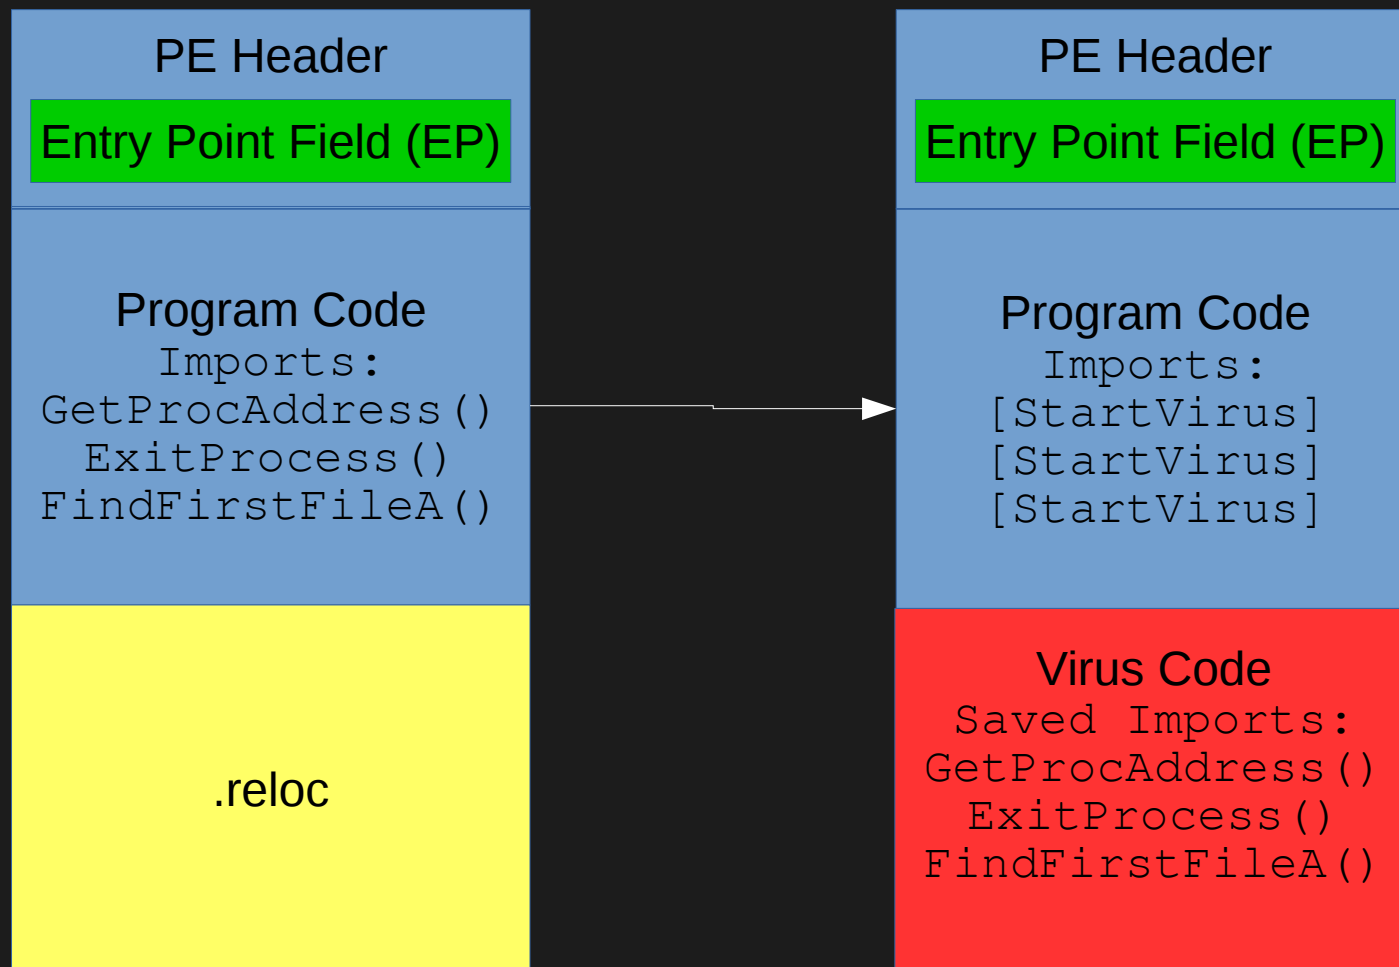 PE Header
Entry Point Field (EP)
Program Code
Imports:
GetProcAddress()
ExitProcess()
FindFirstFileA()
.reloc
PE Header
Entry Point Field (EP)
Program Code
Imports:
[StartVirus]
[StartVirus]
[StartVirus]
Virus Code
Saved Imports:
GetProcAddress()
ExitProcess()
FindFirstFileA()